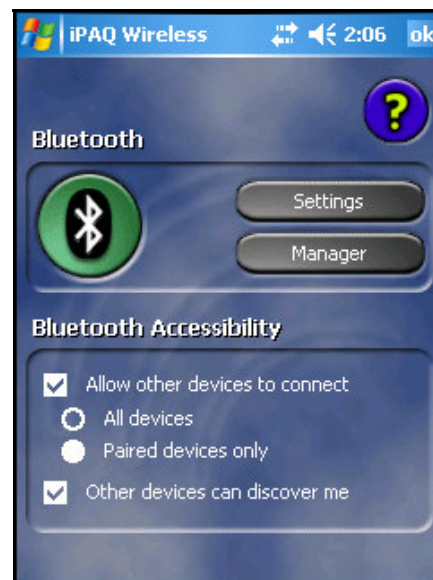 iPAQ Wireless 2:06 ok
?
Bluetooth
Settings
Manager
Bluetooth Accessibility
Allow other devices to connect
All devices
Paired devices only
Other devices can discover me